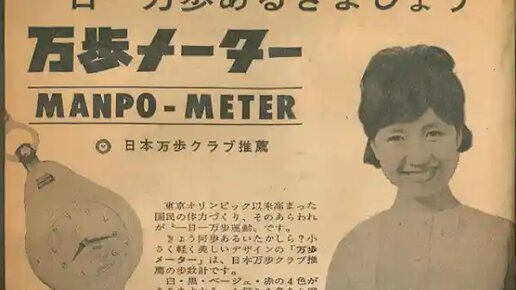 一日一万歩あるきましょう
万歩メーター
MANPO-METER
日本万歩クラブ推薦
東京オリンピック以来高まった
国民の体力づくり、そのあらわれ
が「一日一万歩運動」です。
きょう何歩あるいたかしら？小
さく軽く美しいデザインの「万歩
メーター」は、日本万歩クラブ推薦
の歩数計です。
白・黒・ベージュ・赤の4色が